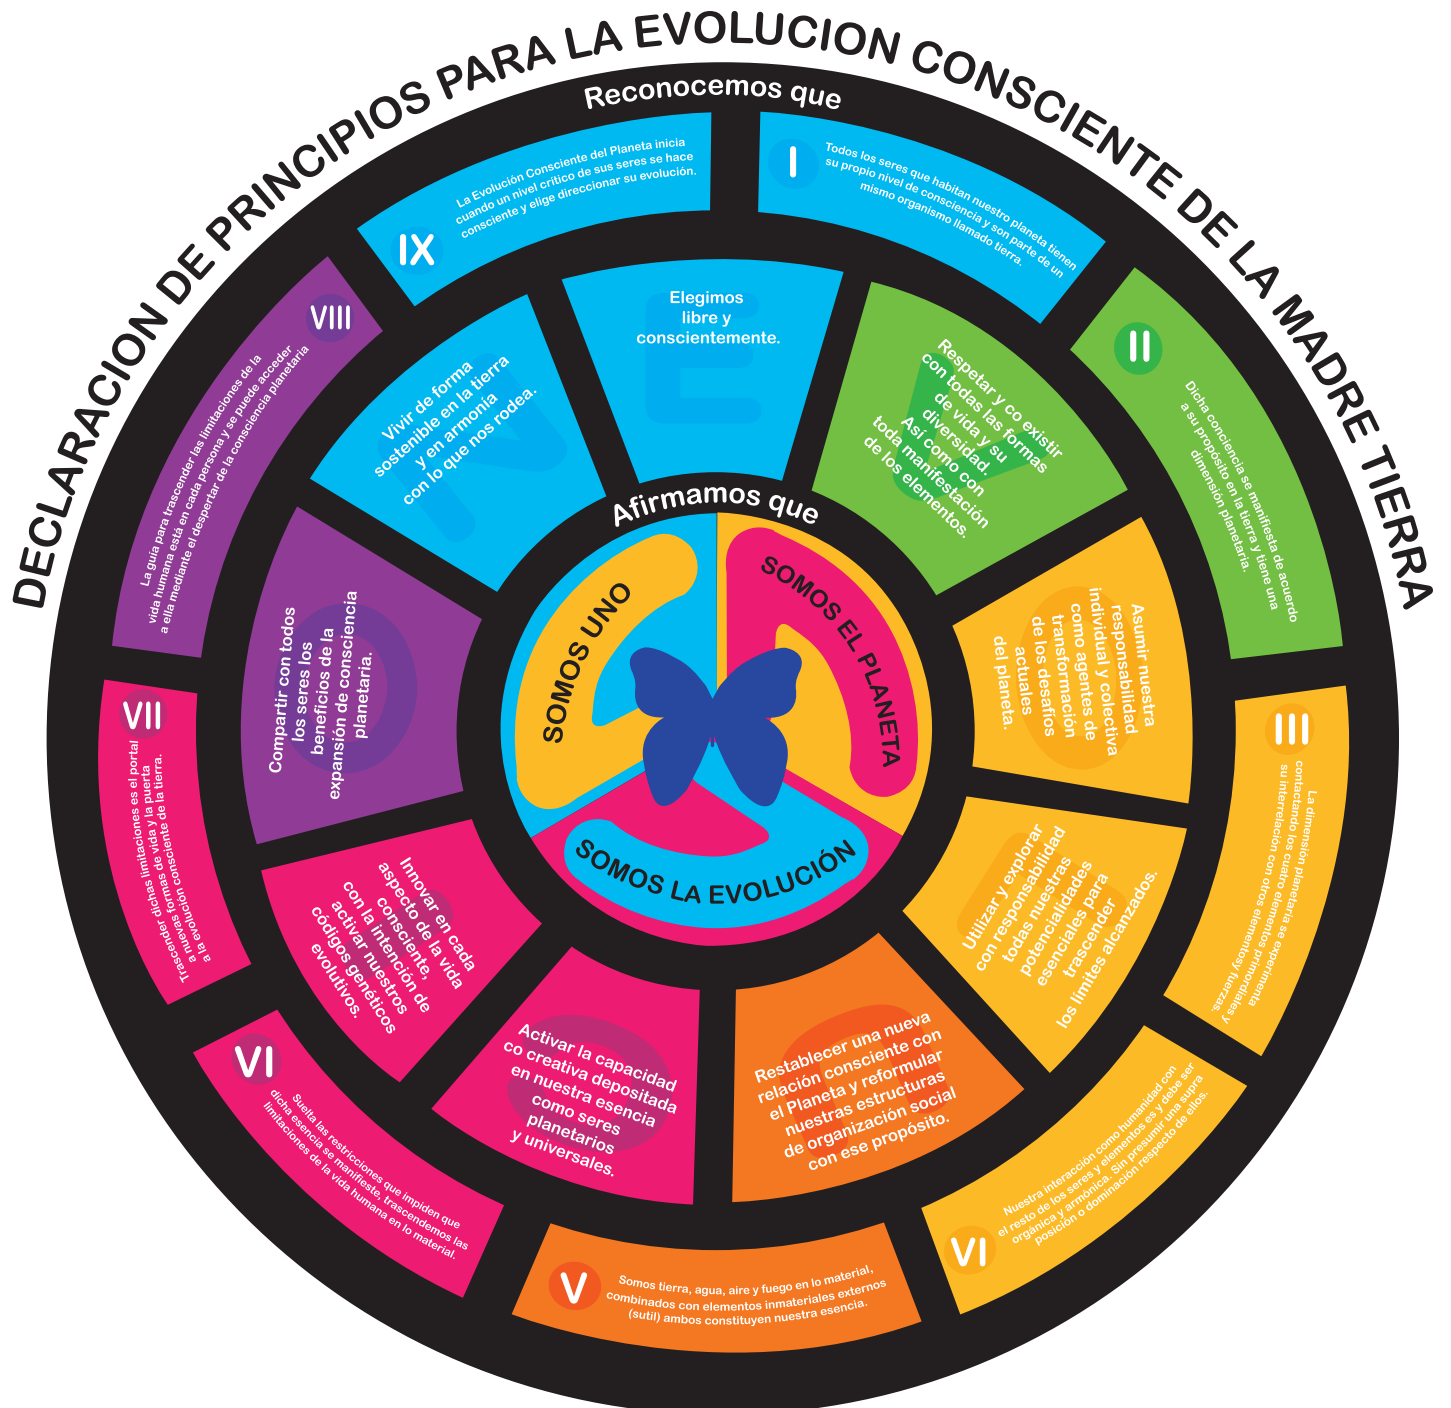 DECLARACION DE PRINCIPIOS PARA LA EVOLUCION CONSCIENTE DE LA MADRE TIERRA
Reconocemos que
I
Todos los seres que habitan nuestro planeta tienen
su propio nivel de consciencia y son parte de un
mismo organismo llamado tierra.
II
Dicha conciencia se manifiesta de acuerdo
a su propósito en la tierra y tiene una
dimensión planetaria.
III
La dimensión planetaria se experimenta
contactando los cuatro elementos primordiales y
su interrelación con otros elementosy fuerzas.
VI
Nuestra interacción como humanidad con
el resto de los seres y elementos es y debe ser
orgánica y armónica. Sin presumir una supra
posición o dominación respecto de ellos.
V
Somos tierra, agua, aire y fuego en lo material,
combinados con elementos inmateriales externos
(sutil) ambos constituyen nuestra esencia.
VI
Suelta las restricciones que impiden que
dicha esencia se manifieste, trascendemos las
limitaciones de la vida humana en lo material.
VII
Trascender dichas limitaciones es el portal
a nuevas formas de vida y la puerta
a la evolución consciente de la tierra.
VIII
La guía para trascender las limitaciones de la
vida humana está en cada persona y se puede acceder
a ella mediante el despertar de la consciencia planetaria
IX
La Evolución Consciente del Planeta inicia
cuando un nivel crítico de sus seres se hace
consciente y elige direccionar su evolución.
Elegimos
libre y
conscientemente.
Respetar y co existir
con todas las formas
de vida y su
diversidad.
Así como con
toda manifestación
de los elementos.
Asumir nuestra
responsabilidad
individual y colectiva
como agentes de
transformación
de los desafíos
actuales
del planeta.
Utilizar y explorar
con responsabilidad
todas nuestras
potencialidades
esenciales para
trasconder
los límites alcanzados.
Restablecer una nueva
relación consciente con
el Planeta y reformular
nuestras estructuras
de organización social
con ese propósito.
Activar la capacidad
co creativa depositada
en nuestra esencia
como seres
planetarios
y universales.
Innovar en cada
aspecto de la vida
consciente,
con la intención de
activar nuestros
códigos genéticos
evolutivos.
Compartir con todos
los seres los
beneficios de la
expansión de consciencia
planetaria.
Vivir de forma
sostenible en la tierra
y en armonía
con lo que nos rodea.
Afirmamos que
SOMOS UNO
SOMOS EL PLANETA
SOMOS LA EVOLUCIÓN